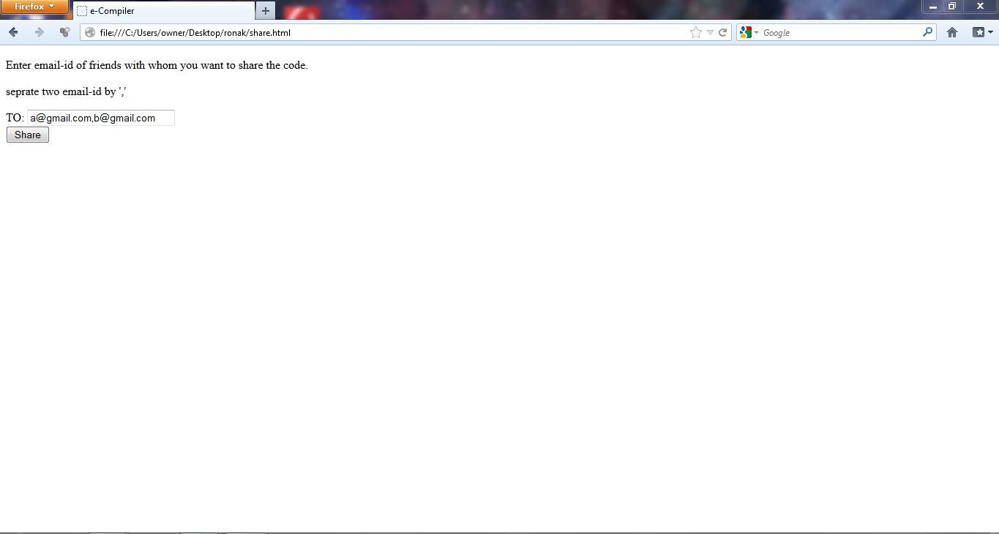 Firefox
e-Compiler
file:///C:/Users/owner/Desktop/ronak/share.html
Google
Enter email-id of friends with whom you want to share the code.
seprate two email-id by ','
TO: a@gmail.com,b@gmail.com
Share